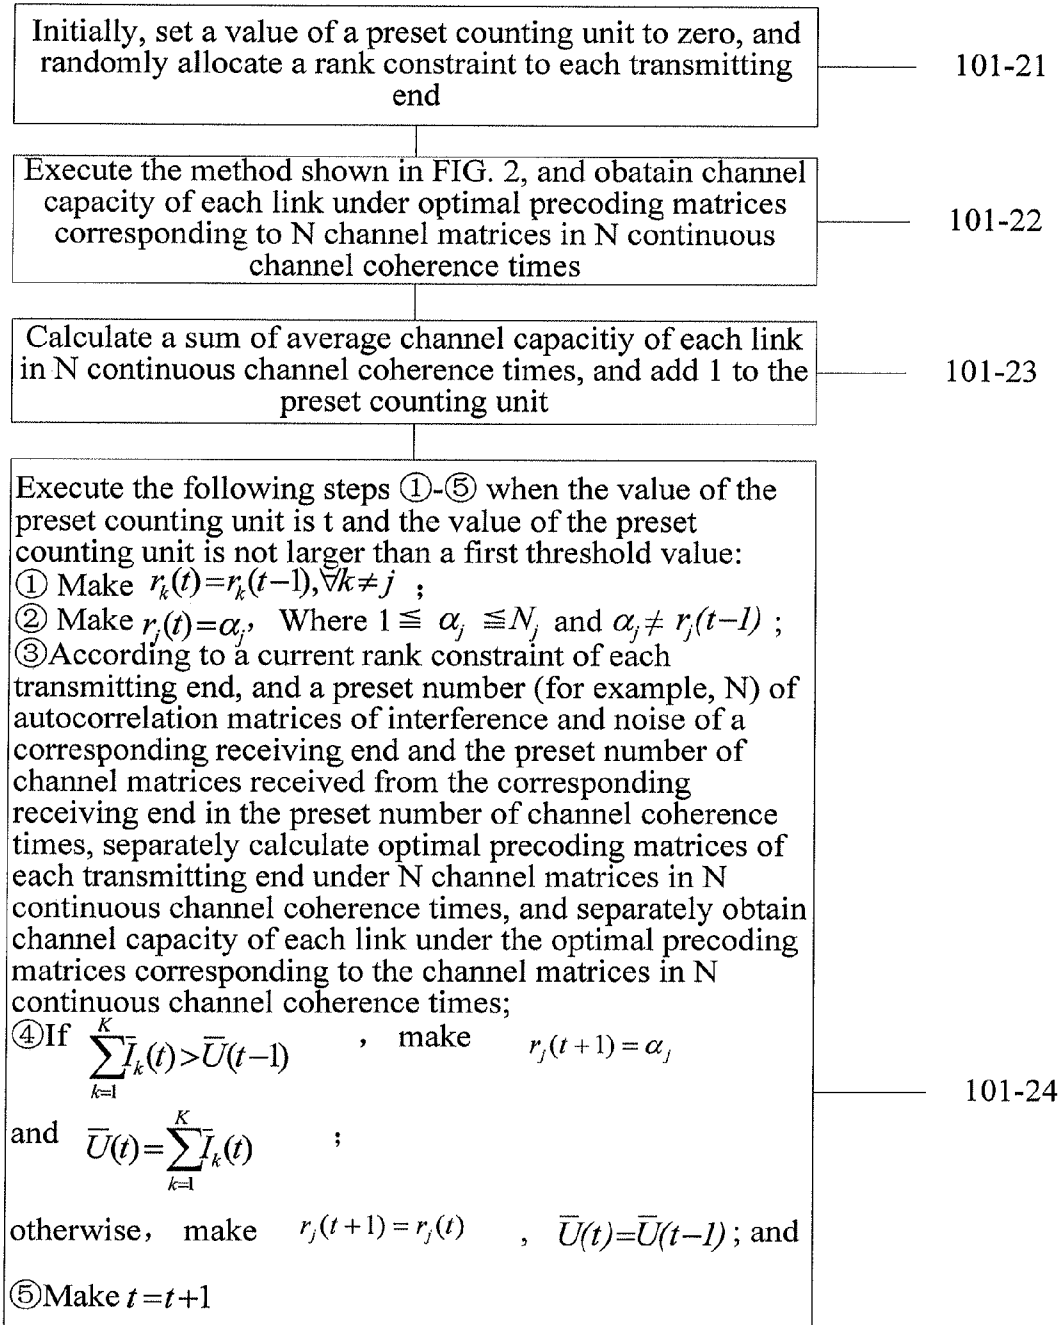 Initially, set a value of a preset counting unit to zero, and
randomly allocate a rank constraint to each transmitting
end
101-21
Execute the method shown in FIG. 2, and obatain channel
capacity of each link under optimal precoding matrices
corresponding to N channel matrices in N continuous
channel coherence times
101-22
Calculate a sum of average channel capacitiy of each link
in N continuous channel coherence times, and add 1 to the
preset counting unit
101-23
Execute the following steps ①-⑤ when the value of the
preset counting unit is t and the value of the preset
counting unit is not larger than a first threshold value:
① Make r_k(t)=r_k(t−1),∀k≠j ;
② Make r_j(t)=α_j, Where 1≦ α_j ≦N_j and α_j≠ r_j(t−1) ;
③According to a current rank constraint of each
transmitting end, and a preset number (for example, N) of
autocorrelation matrices of interference and noise of a
corresponding receiving end and the preset number of
channel matrices received from the corresponding
receiving end in the preset number of channel coherence
times, separately calculate optimal precoding matrices of
each transmitting end under N channel matrices in N
continuous channel coherence times, and separately obtain
channel capacity of each link under the optimal precoding
matrices corresponding to the channel matrices in N
continuous channel coherence times;
④If ∑_{k=1}^{K} Ī_k(t)>Ū(t−1) , make r_j(t+1)=α_j
101-24
and Ū(t)=∑_{k=1}^{K} Ī_k(t) ;
otherwise, make r_j(t+1)=r_j(t) , Ū(t)=Ū(t−1) ; and
⑤Make t=t+1